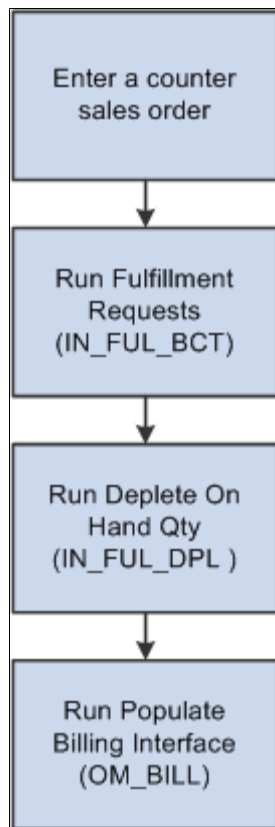 Enter a counter
sales order
Run Fulfillment
Requests
(IN_FUL_BCT)
Run Deplete On
Hand Qty
(IN_FUL_DPL )
Run Populate
Billing Interface
(OM_BILL)